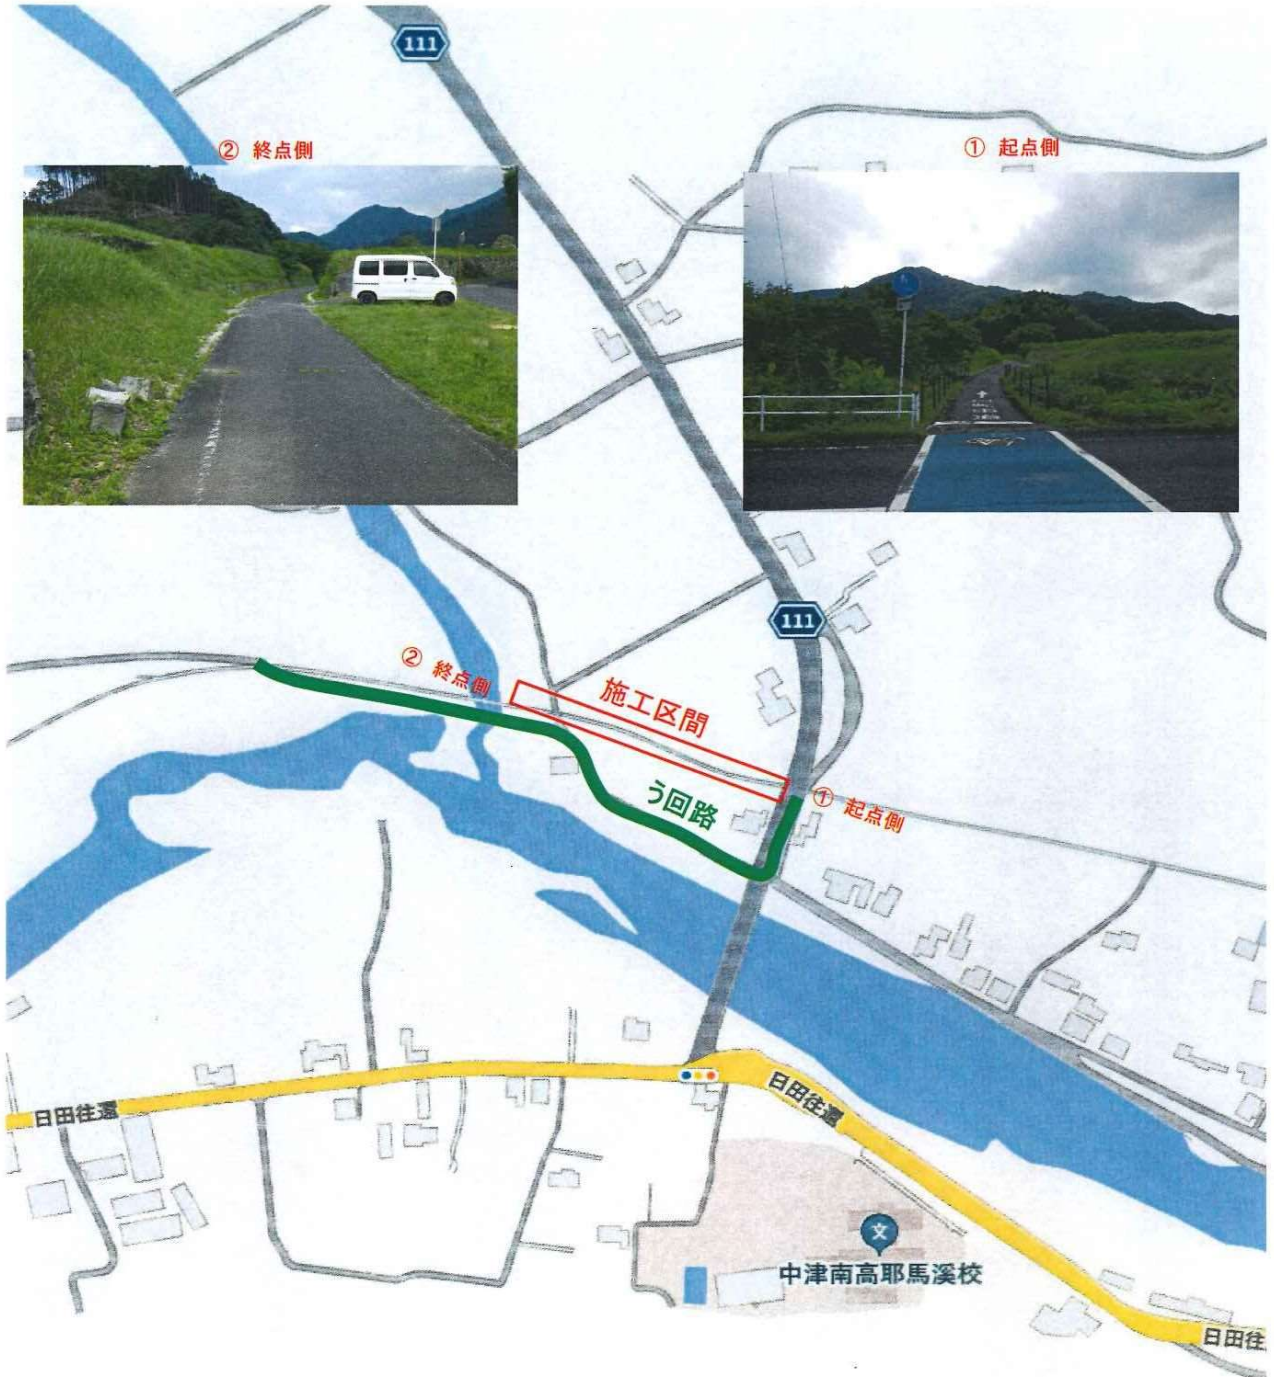 111
② 終点側
① 起点側
111
② 終点側
施工区間
う回路
① 起点側
日田往還
日田往還
文
中津南高耶馬溪校
日田往